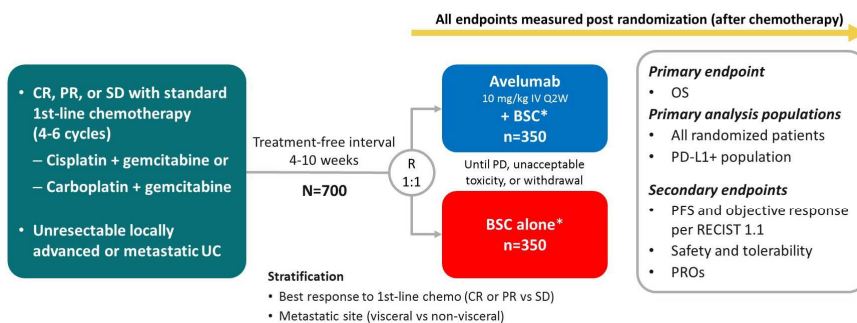 All endpoints measured post randomization (after chemotherapy)
• CR, PR, or SD with standard
1st-line chemotherapy
(4-6 cycles)
– Cisplatin + gemcitabine or
– Carboplatin + gemcitabine
• Unresectable locally
advanced or metastatic UC
Treatment-free interval
4-10 weeks
N=700
R
1:1
Avelumab
10 mg/kg IV Q2W
+ BSC*
n=350
Until PD, unacceptable
toxicity, or withdrawal
BSC alone*
n=350
Stratification
• Best response to 1st-line chemo (CR or PR vs SD)
• Metastatic site (visceral vs non-visceral)
Primary endpoint
• OS
Primary analysis populations
• All randomized patients
• PD-L1+ population
Secondary endpoints
• PFS and objective response
per RECIST 1.1
• Safety and tolerability
• PROs